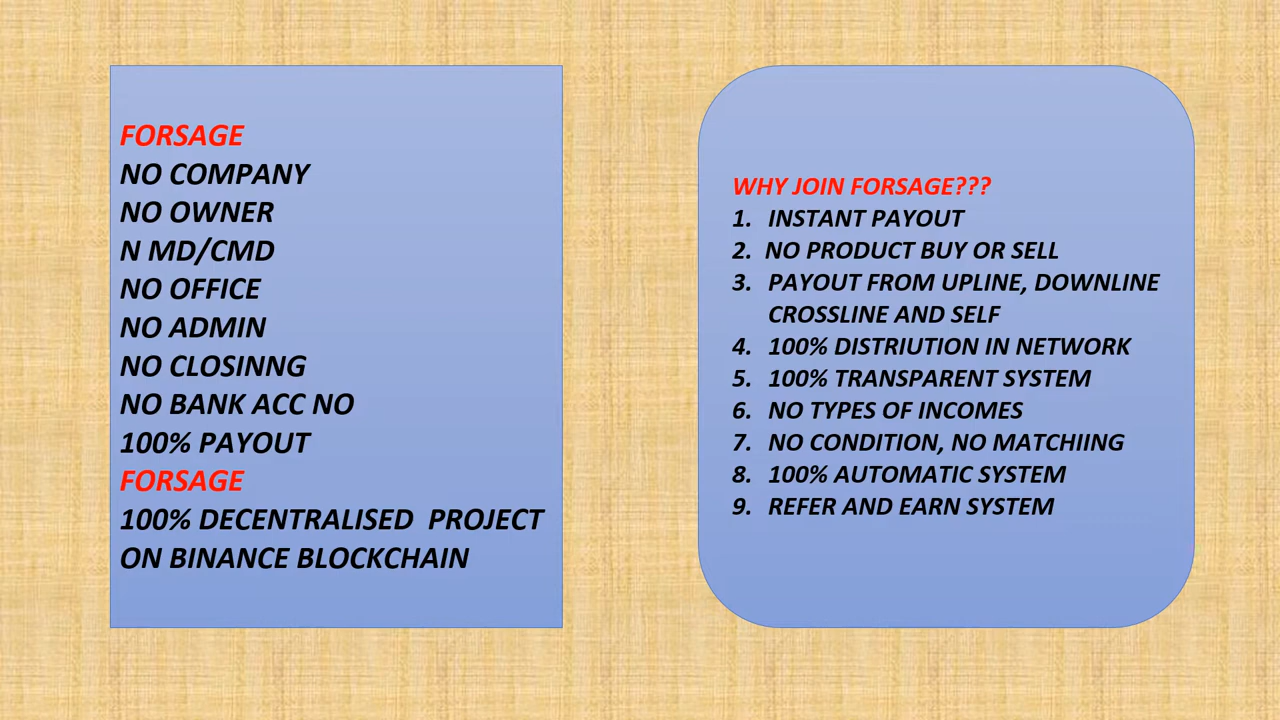 FORSAGE
NO COMPANY
NO OWNER
N MD/CMD
NO OFFICE
NO ADMIN
NO CLOSINNG
NO BANK ACC NO
100% PAYOUT
FORSAGE
100% DECENTRALISED PROJECT
ON BINANCE BLOCKCHAIN
WHY JOIN FORSAGE???
1. INSTANT PAYOUT
2. NO PRODUCT BUY OR SELL
3. PAYOUT FROM UPLINE, DOWNLINE
CROSSLINE AND SELF
4. 100% DISTRIUTION IN NETWORK
5. 100% TRANSPARENT SYSTEM
6. NO TYPES OF INCOMES
7. NO CONDITION, NO MATCHIING
8. 100% AUTOMATIC SYSTEM
9. REFER AND EARN SYSTEM